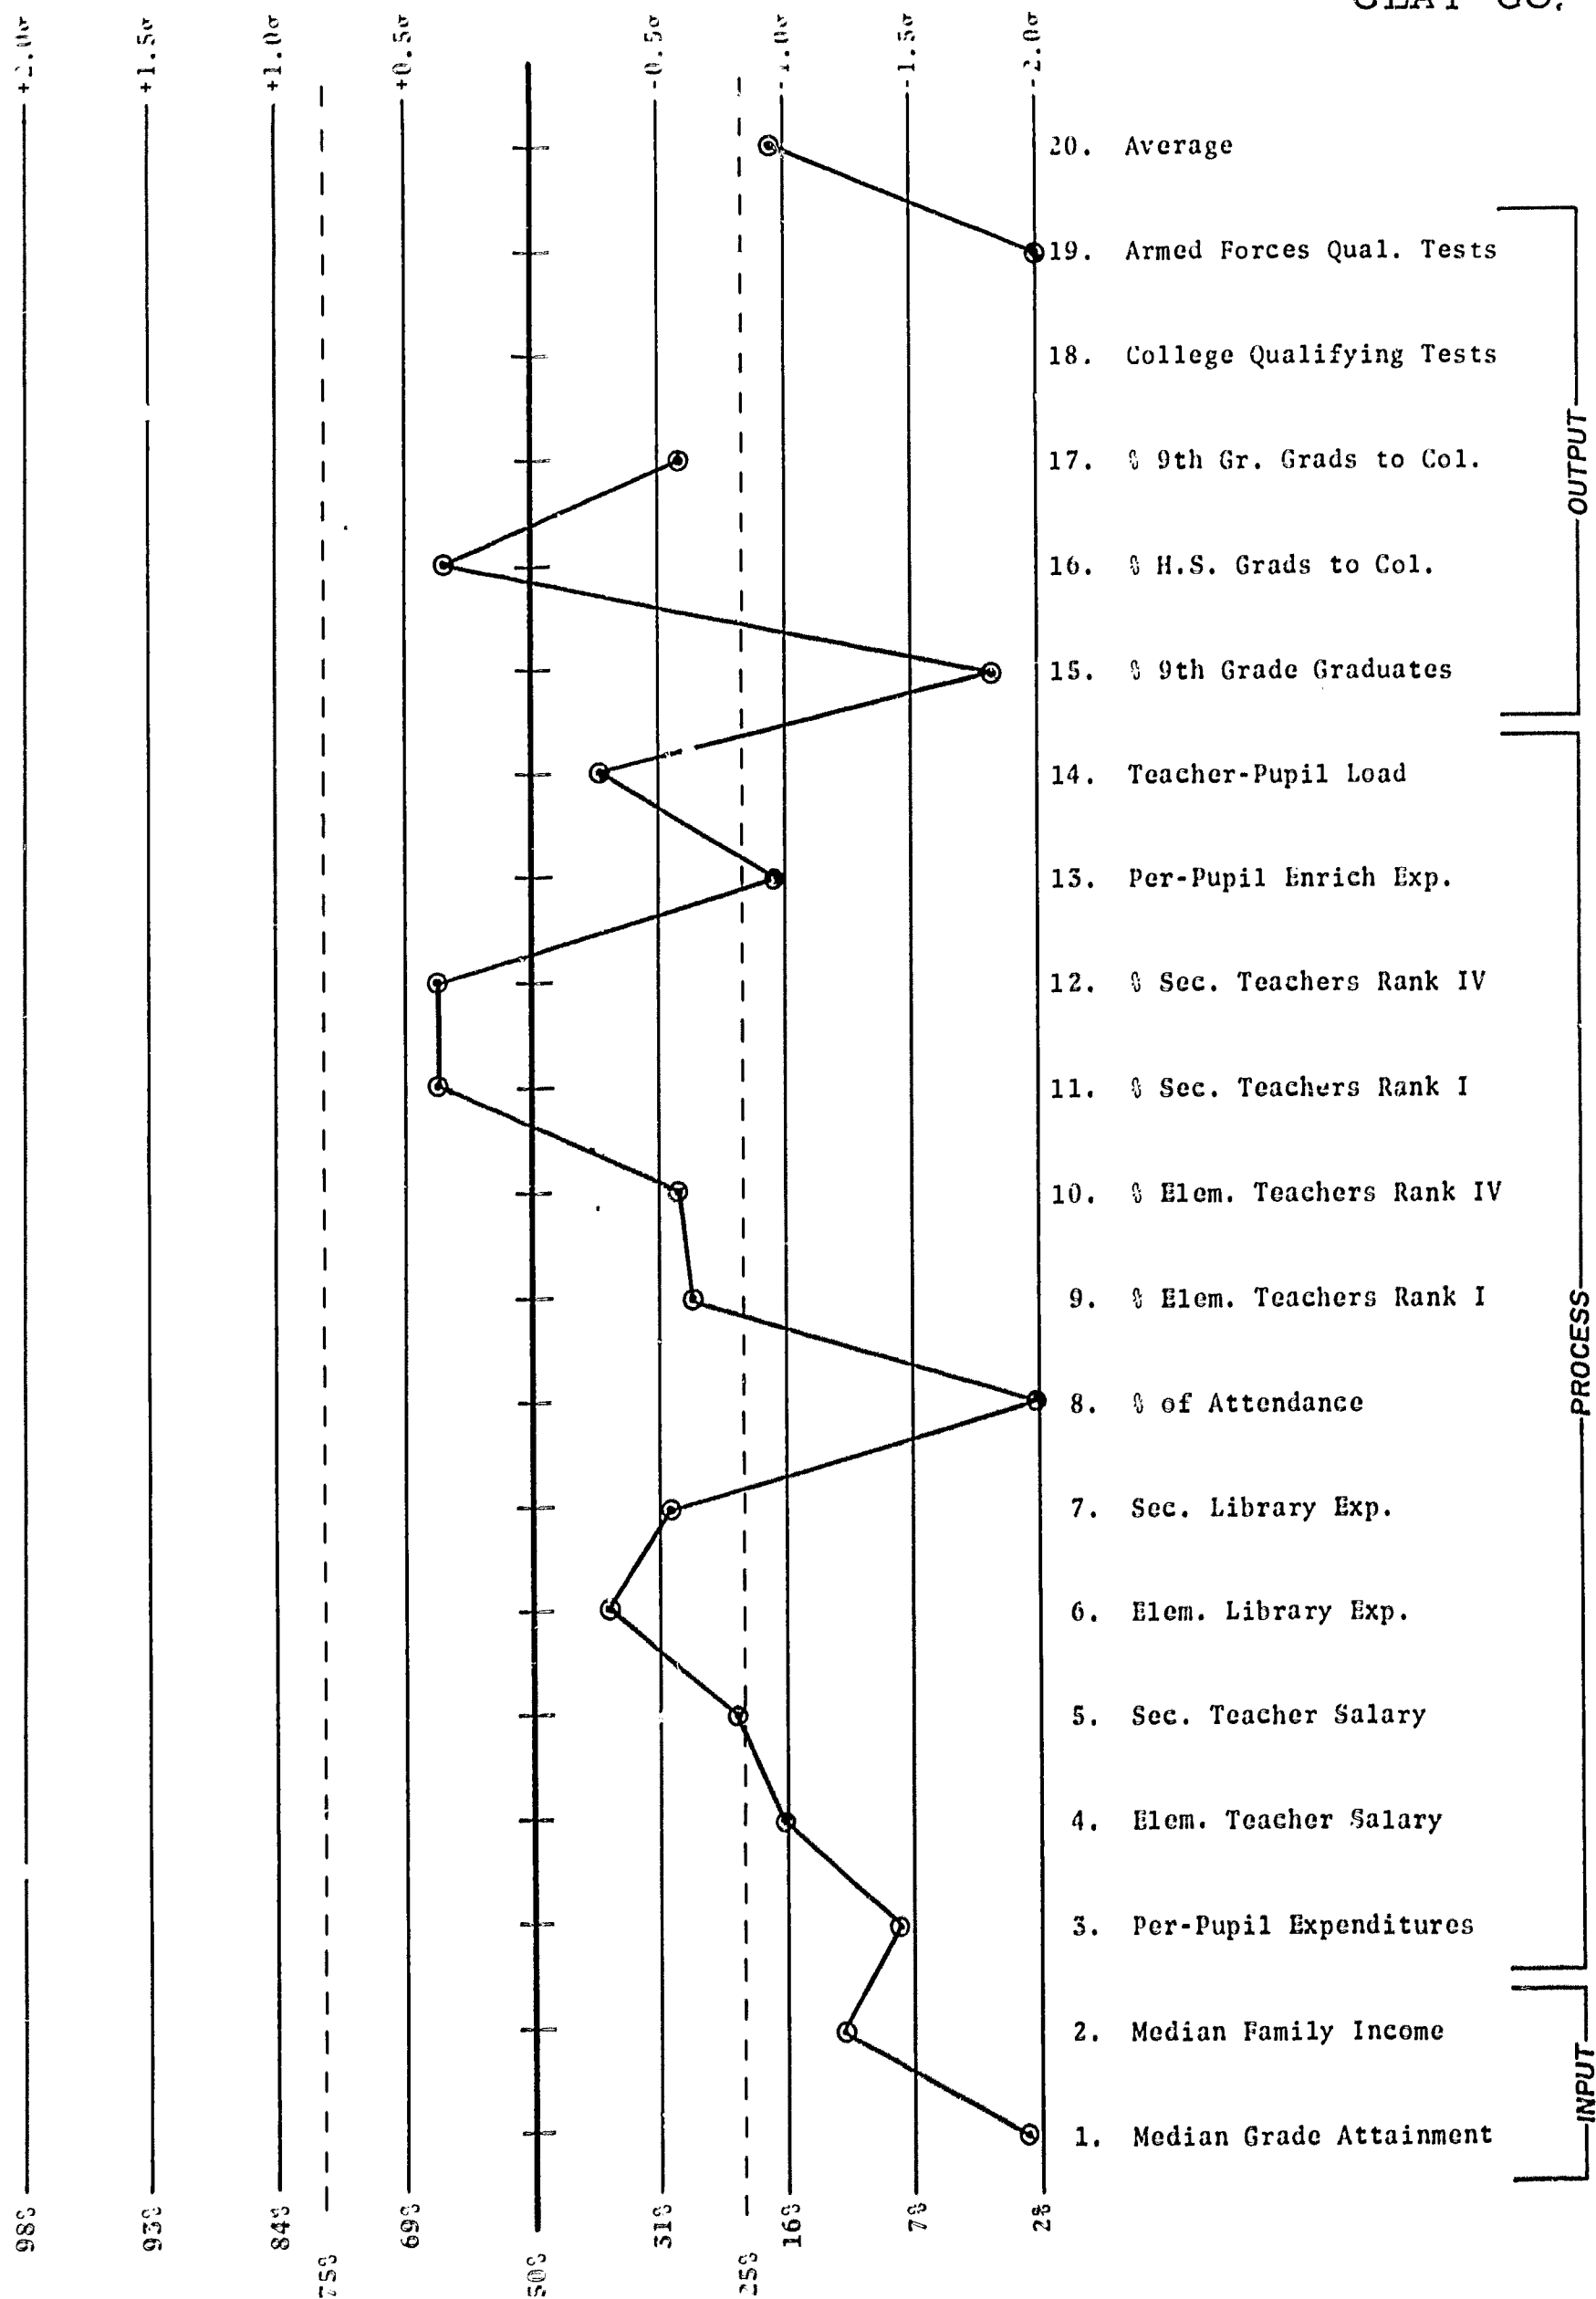 CLAY CO.
+2.0σ
+1.5σ
+1.0σ
+0.5σ
-0.5σ
-1.0σ
-1.5σ
-2.0σ
20. Average
19. Armed Forces Qual. Tests
18. College Qualifying Tests
17. % 9th Gr. Grads to Col.
16. % H.S. Grads to Col.
15. % 9th Grade Graduates
OUTPUT
14. Teacher-Pupil Load
13. Per-Pupil Enrich Exp.
12. % Sec. Teachers Rank IV
11. % Sec. Teachers Rank I
10. % Elem. Teachers Rank IV
9. % Elem. Teachers Rank I
8. % of Attendance
7. Sec. Library Exp.
6. Elem. Library Exp.
5. Sec. Teacher Salary
4. Elem. Teacher Salary
3. Per-Pupil Expenditures
PROCESS
2. Median Family Income
1. Median Grade Attainment
INPUT
98%
93%
84%
75%
69%
50%
31%
25%
16%
7%
2%